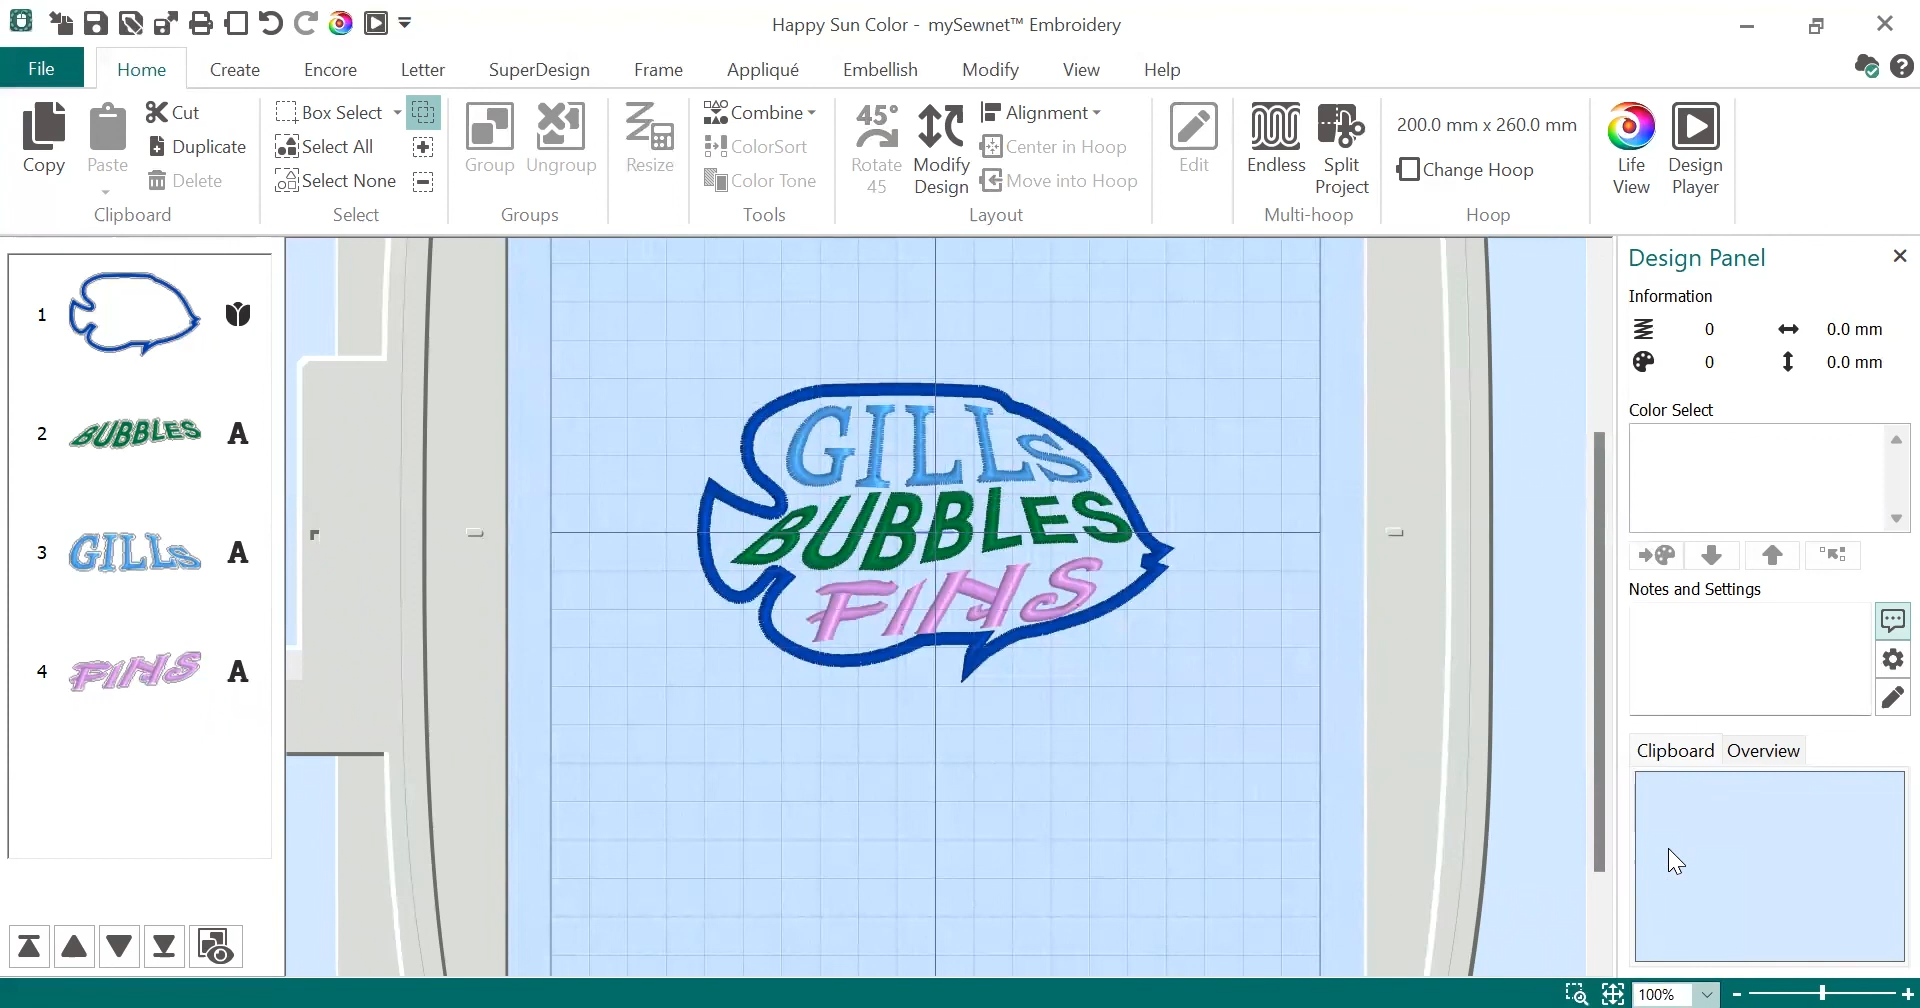 Happy Sun Color - mySewnet™ Embroidery
File Home Create Encore Letter SuperDesign Frame Appliqué Embellish Modify View Help
Copy
Paste
Cut
Duplicate
Delete
Clipboard
Box Select
Select All
Select None
Select
Group
Ungroup
Groups
Resize
Combine
ColorSort
Color Tone
Tools
Rotate
45
45°
Modify
Design
Alignment
Center in Hoop
Move into Hoop
Layout
Edit
Endless
Split
Project
Multi-hoop
200.0 mm x 260.0 mm
Change Hoop
Hoop
Life
View
Design
Player
1
2 BUBBLES A
3 GILLS A
4 FINS A
GILLS
BUBBLES
FINS
Design Panel
Information
0 0.0 mm
0 0.0 mm
Color Select
Notes and Settings
Clipboard Overview
100%